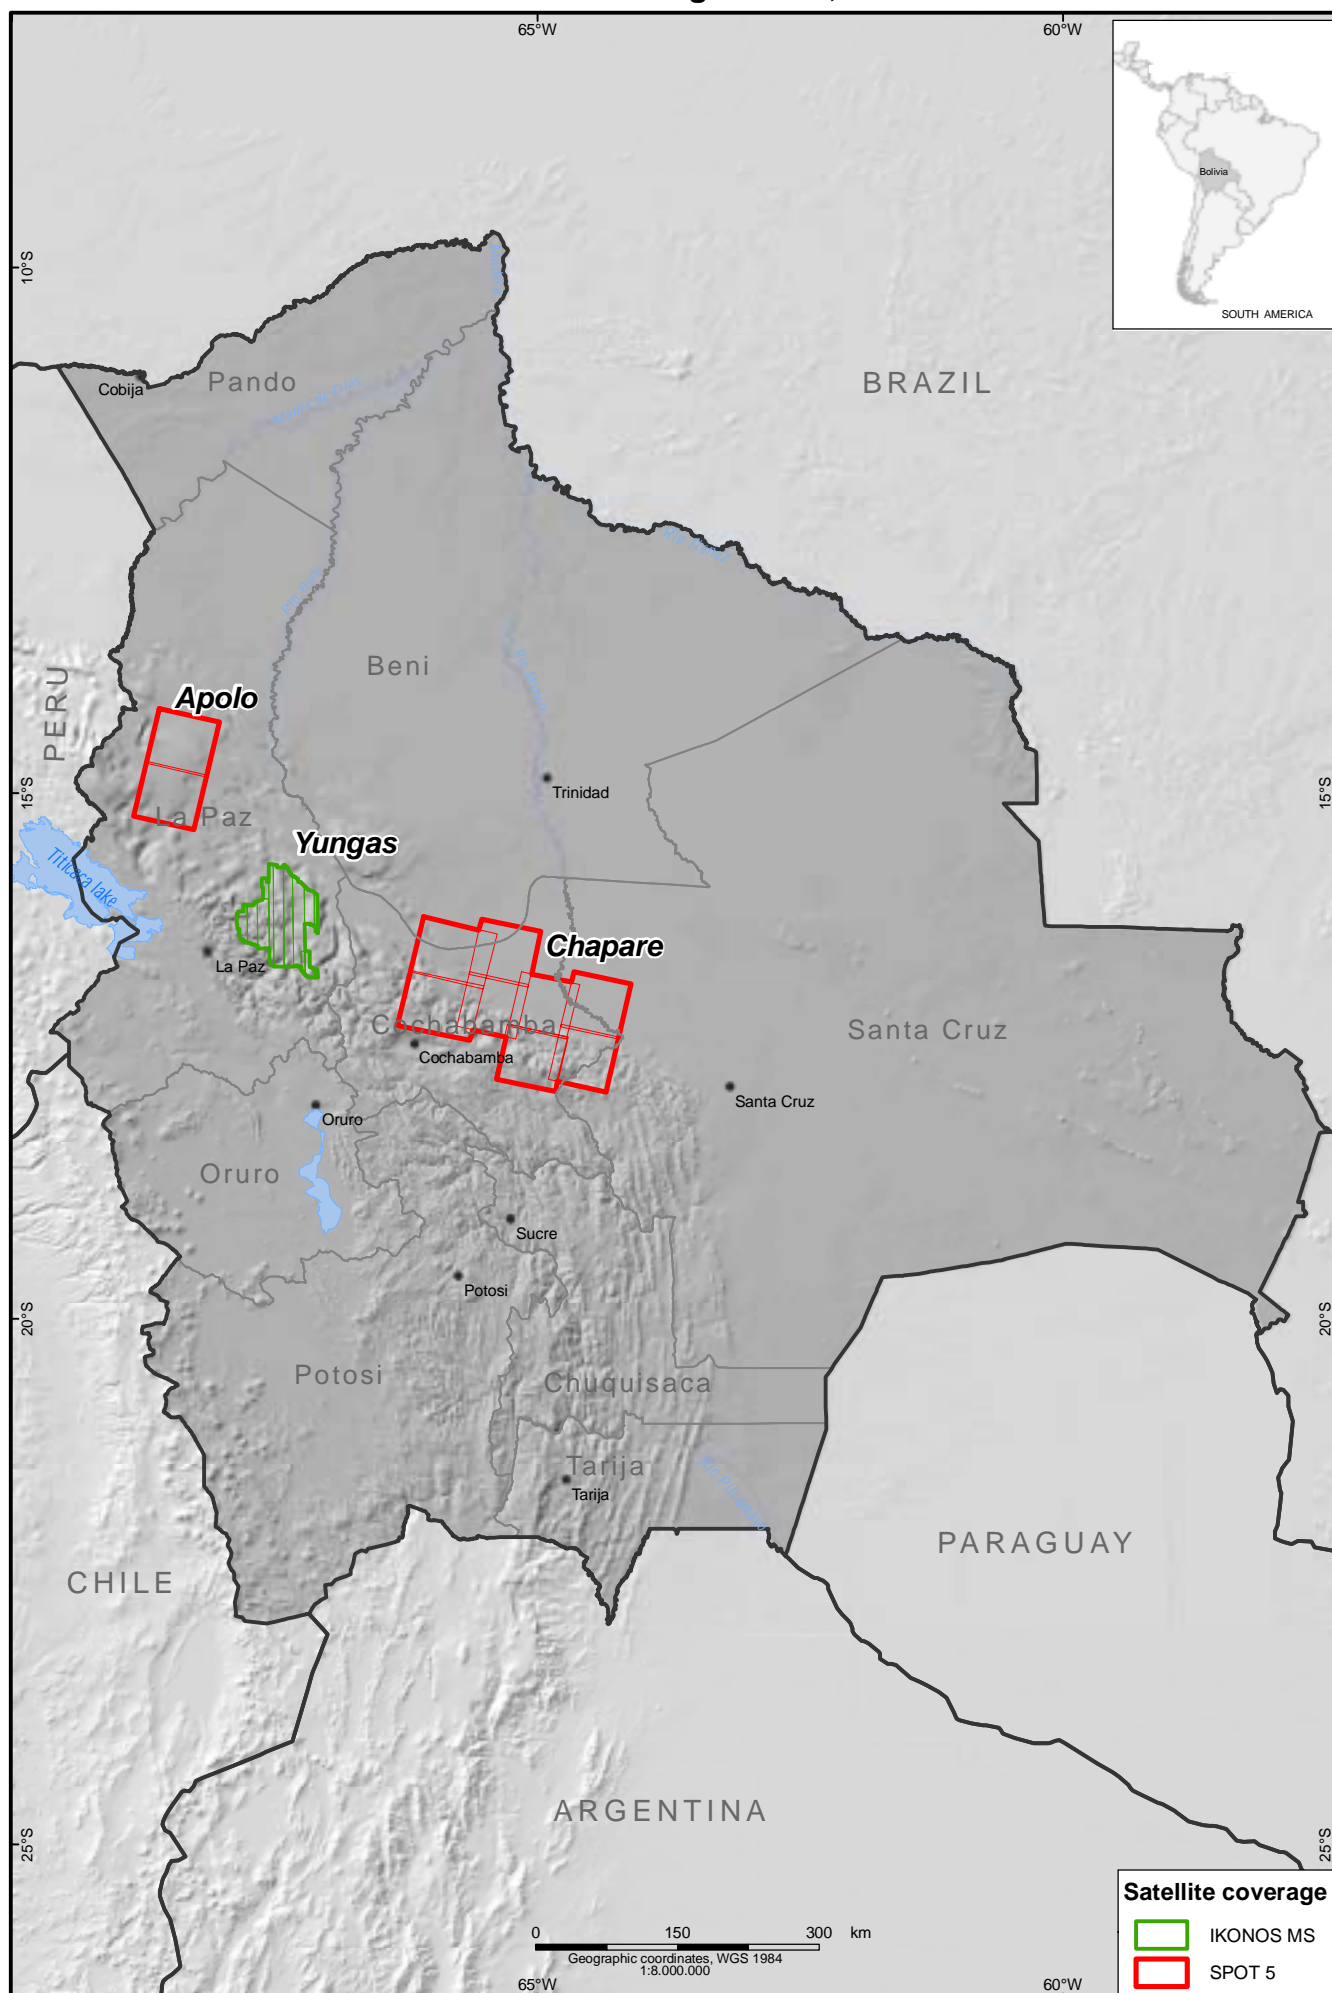 65°W
60°W
Bolivia
SOUTH AMERICA
10°S
Cobija
Pando
BRAZIL
Beni
PERU
Apolo
15°S
15°S
Trinidad
La Paz
Yungas
Titicaca lake
Chapare
La Paz
Cochabamba
Santa Cruz
Cochabamba
Santa Cruz
Oruro
Oruro
Sucre
Potosi
20°S
20°S
Potosi
Chuquisaca
Tarija
Tarija
PARAGUAY
CHILE
ARGENTINA
25°S
25°S
Satellite coverage
IKONOS MS
SPOT 5
0 150 300 km
Geographic coordinates, WGS 1984
1:8.000.000
65°W
60°W